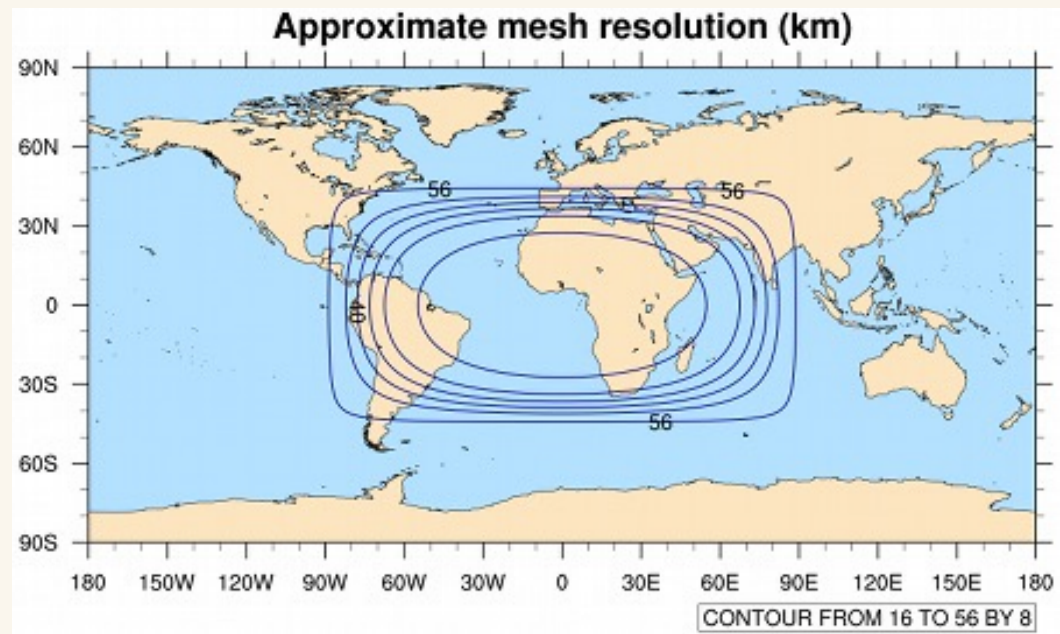 Approximate mesh resolution (km)
90N
60N
30N
0
30S
60S
90S
56
56
40
56
180 150W 120W 90W 60W 30W 0 30E 60E 90E 120E 150E 180
CONTOUR FROM 16 TO 56 BY 8